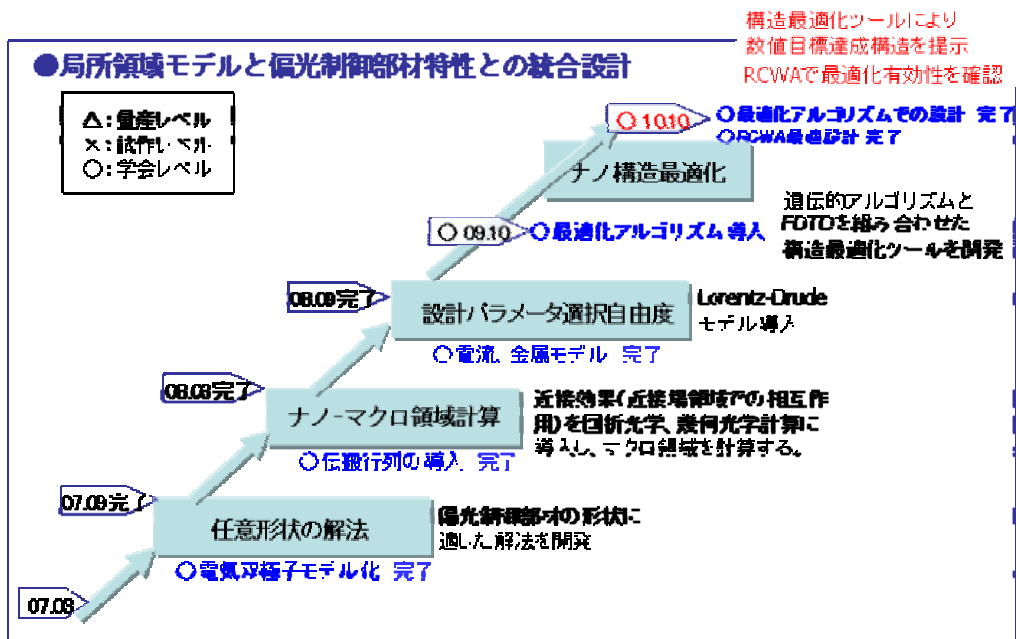 構造最適化ツールにより
数値目標達成構造を提示
RCWAで最適化有効性を確認
●局所領域モデルと偏光制御部材特性との統合設計
△:量産レベル
×:試作レベル
○:学会レベル
○ 10.10
○最適化アルゴリズムでの設計 完了
○RCWA最適設計 完了
ナノ構造最適化
遺伝的アルゴリズムと
FDTDを組み合わせた
構造最適化ツールを開発
○ 09.10
○最適化アルゴリズム導入
08.09完了
設計パラメータ選択自由度
Lorentz-Drude
モデル導入
○電流、金属モデル 完了
完了
ナノ-マクロ領域計算
近接効果(近接場領域での相互作
用)を回折光学、幾何光学計算に
導入し、マクロ領域を計算する。
○伝搬行列の導入 完了
07.09完了
任意形状の解法
偏光制御部材の形状に
適した解法を開発
○電気双極子モデル化 完了